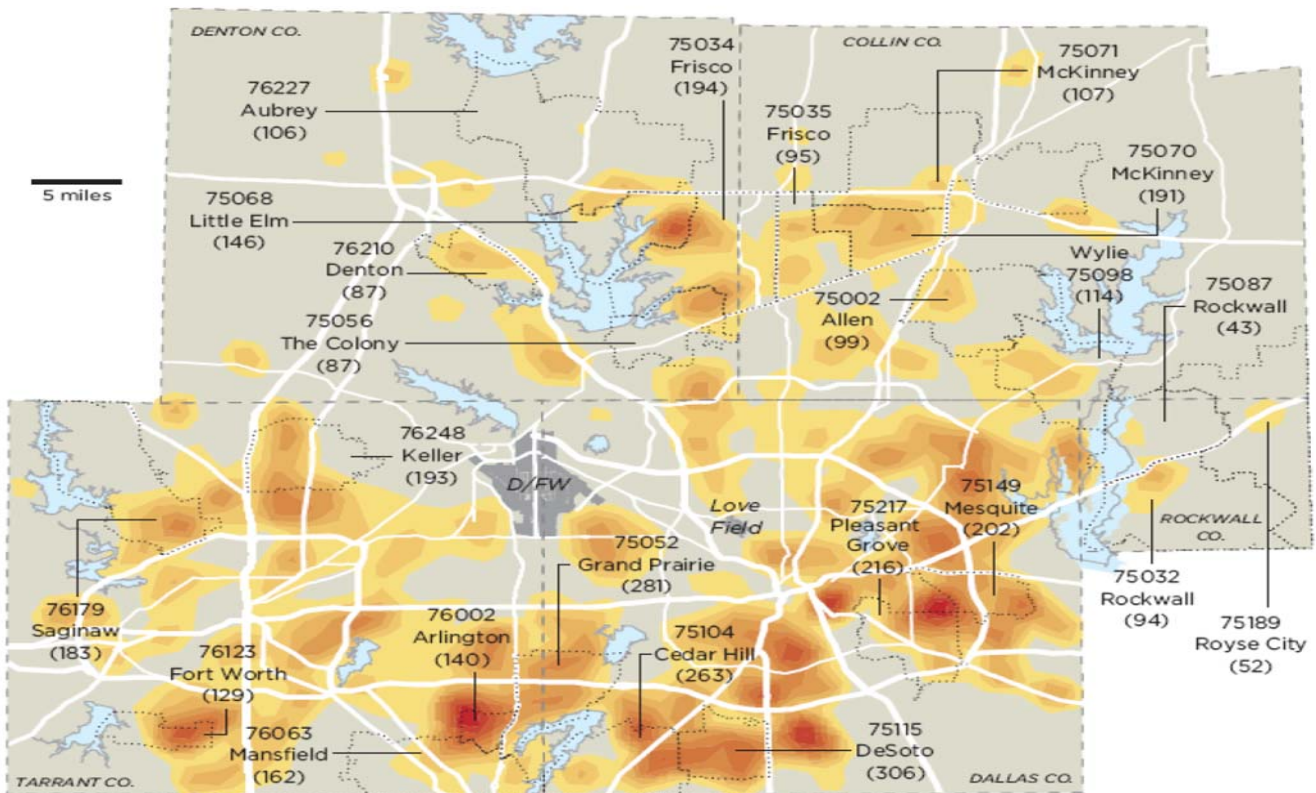 DENTON CO.
COLLIN CO.
75034
Frisco
(194)
75071
McKinney
(107)
76227
Aubrey
(106)
75035
Frisco
(95)
75070
McKinney
(191)
5 miles
75068
Little Elm
(146)
76210
Denton
(87)
Wylie
75098
(114)
75087
Rockwall
(43)
75002
Allen
(99)
75056
The Colony
(87)
76248
Keller
(193)
D/FW
Love
Field
75217
Pleasant
Grove
(216)
75149
Mesquite
(202)
ROCKWALL
CO.
75052
Grand Prairie
(281)
75032
Rockwall
(94)
75189
Royse City
(52)
76179
Saginaw
(183)
76002
Arlington
(140)
75104
Cedar Hill
(263)
76123
Fort Worth
(129)
76063
Mansfield
(162)
75115
DeSoto
(306)
TARRANT CO.
DALLAS CO.